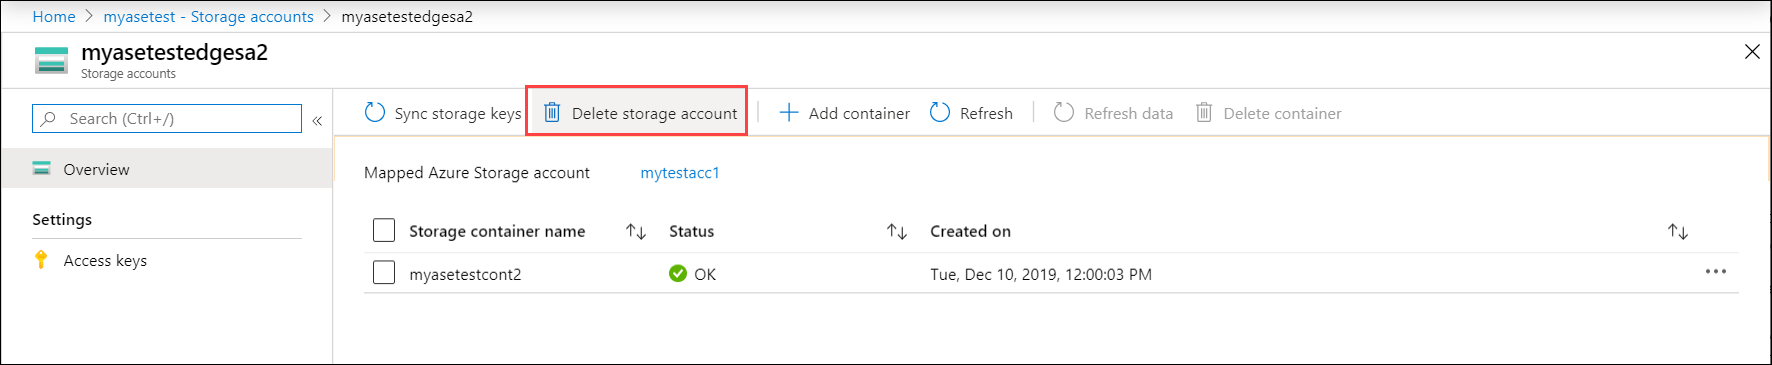 Home > myasetest - Storage accounts > myasetestedgesa2
myasetestedgesa2
Storage accounts
Search (Ctrl+/)
«
Sync storage keys Delete storage account Add container Refresh Refresh data Delete container
Overview
Settings
Access keys
Mapped Azure Storage account mytestacc1
Storage container name Status Created on
myasetestcont2 OK Tue, Dec 10, 2019, 12:00:03 PM